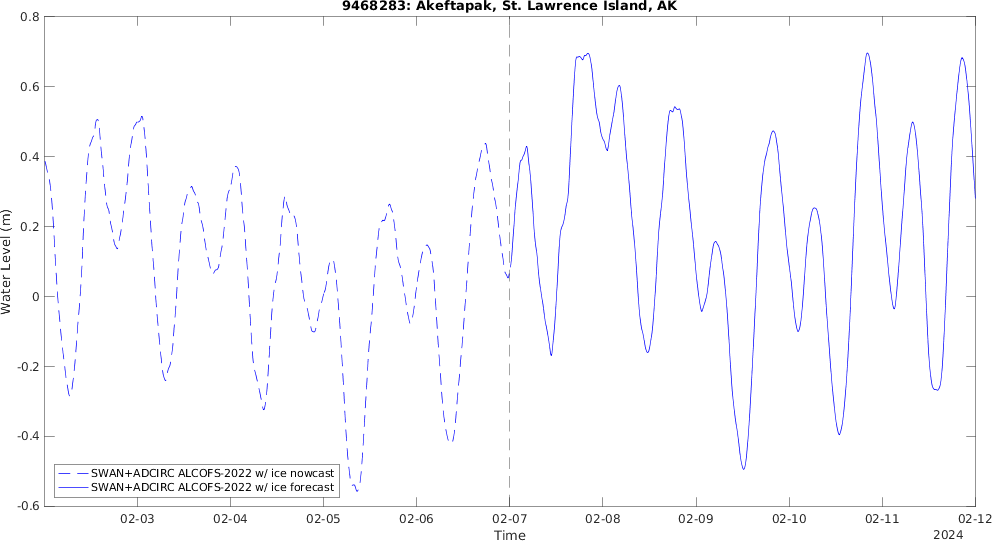 9468283: Akeftapak, St. Lawrence Island, AK
0.8
0.6
0.4
0.2
0
-0.2
-0.4
-0.6
Water Level (m)
SWAN+ADCIRC ALCOFS-2022 w/ ice nowcast
SWAN+ADCIRC ALCOFS-2022 w/ ice forecast
02-03 02-04 02-05 02-06 02-07 02-08 02-09 02-10 02-11 02-12
Time
2024